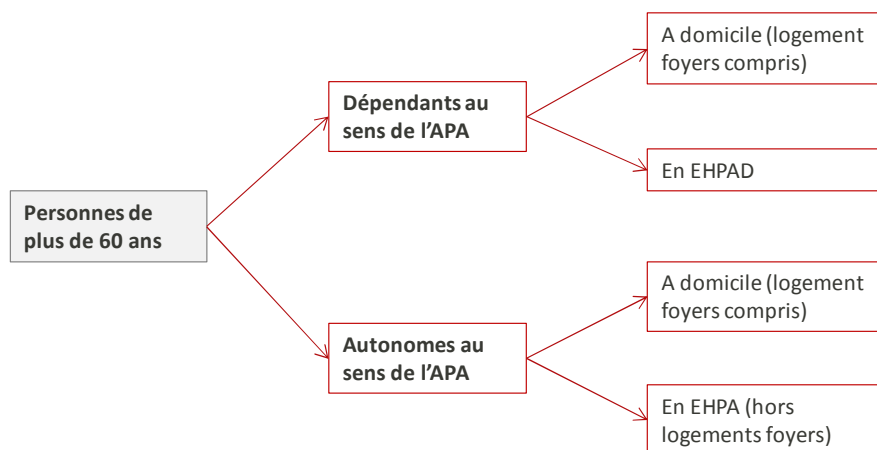 Personnes de
plus de 60 ans
Dépendants au
sens de l'APA
A domicile (logement
foyers compris)
En EHPAD
Autonomes au
sens de l'APA
A domicile (logement
foyers compris)
En EHPA (hors
logements foyers)